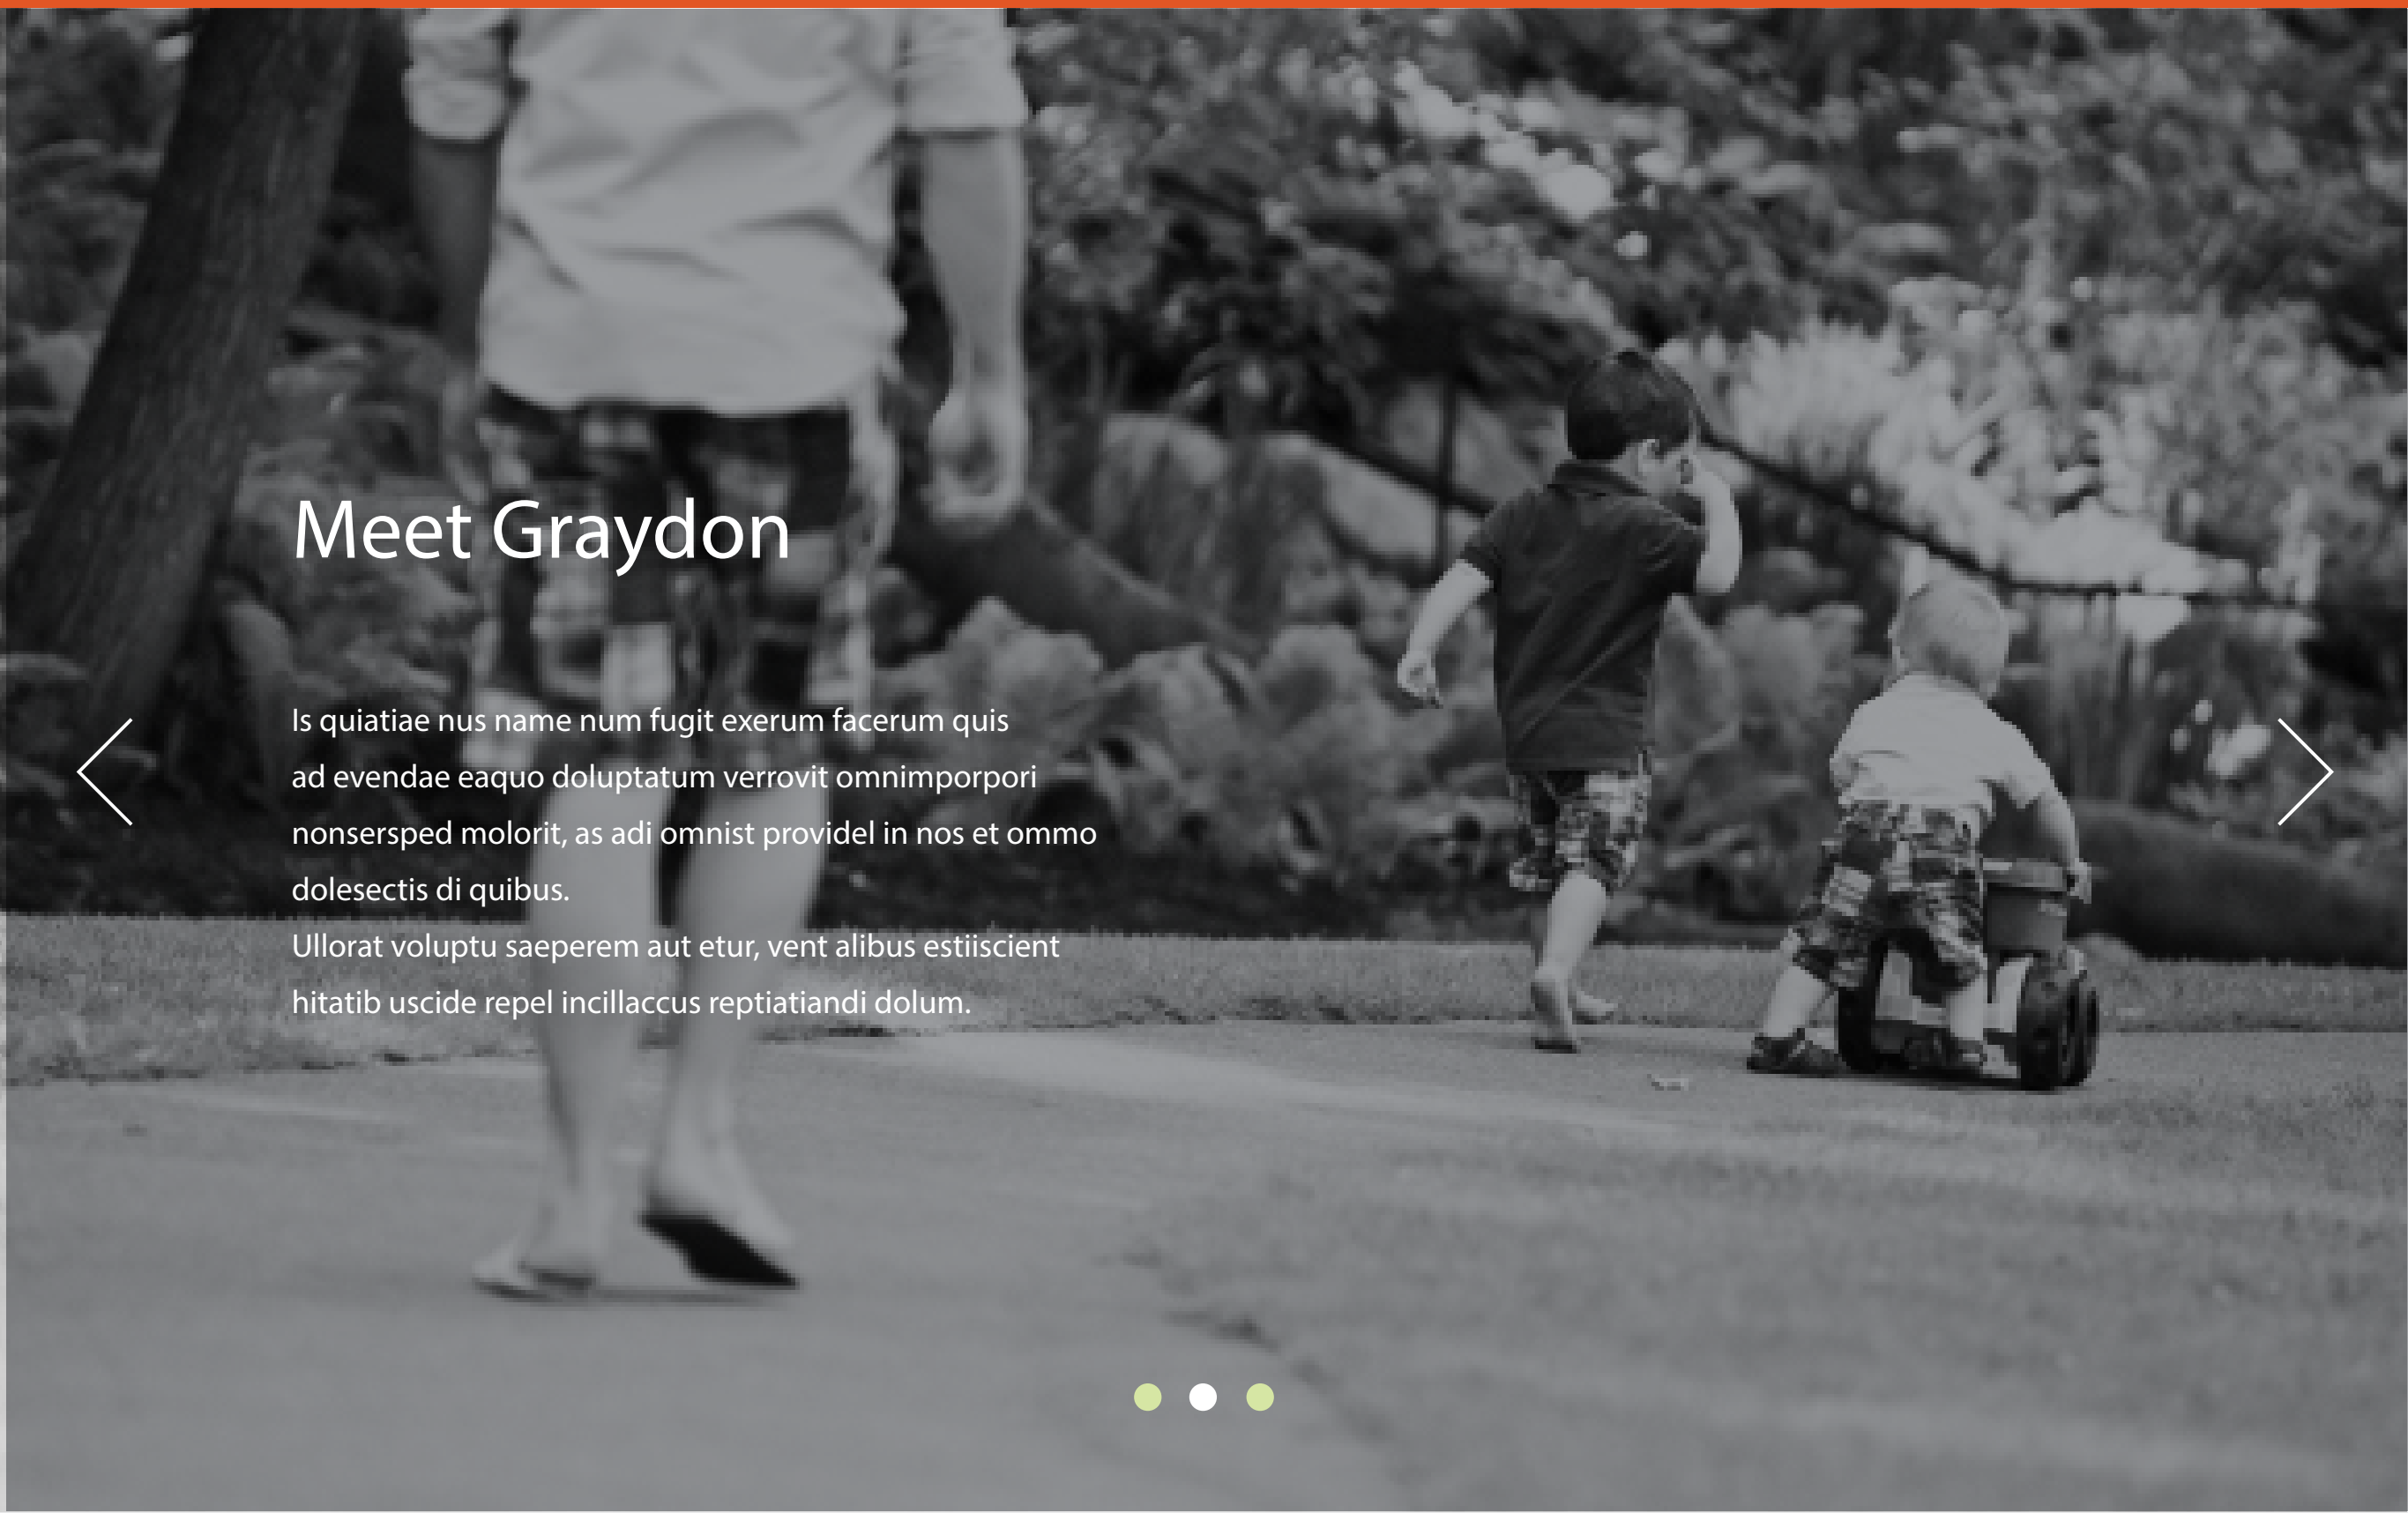 Meet Graydon
Is quiatiae nus name num fugit exerum facerum quis
ad evendae eaquo doluptatum verrovit omnimporpori
nonsersped molorit, as adi omnist providel in nos et ommo
dolesectis di quibus.
Ullorat voluptu saeperem aut etur, vent alibus estiiscient
hitatib uscide repel incillaccus reptiatiandi dolum.